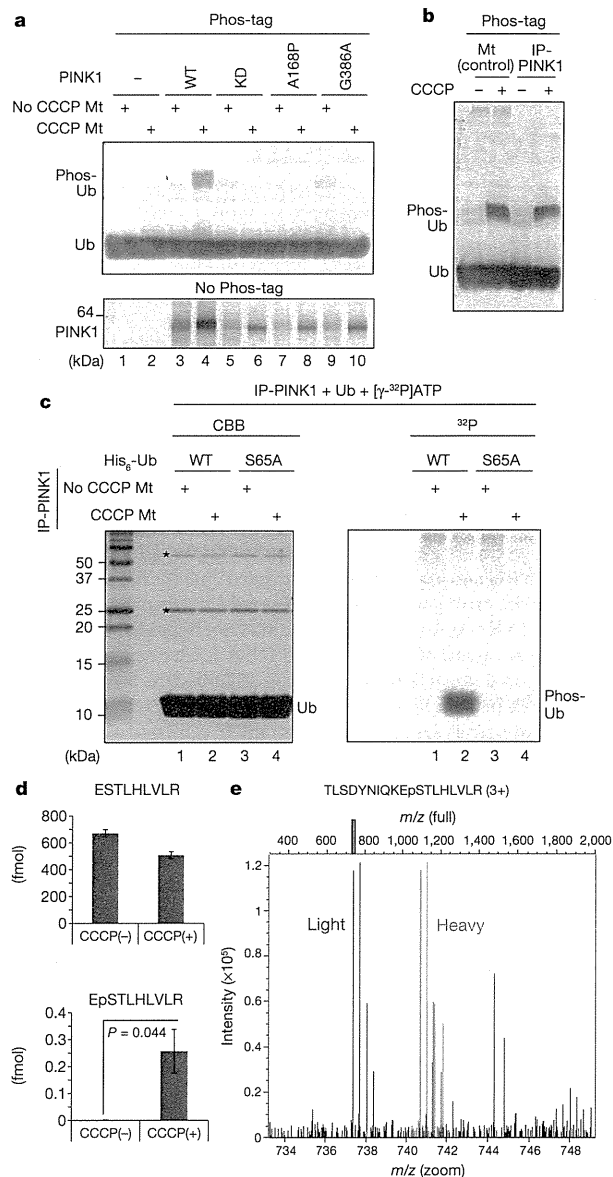 a
Phos-tag
PINK1 – WT KD A168P G386A
No CCCP Mt + + + + +
CCCP Mt + + + + +
Phos-Ub
Ub
No Phos-tag
64
PINK1
(kDa) 1 2 3 4 5 6 7 8 9 10
b
Phos-tag
Mt (control) IP-PINK1
CCCP – + – +
Phos-Ub
Ub
c
IP-PINK1 + Ub + [γ-³²P]ATP
CBB ³²P
His₆-Ub WT S65A WT S65A
IP-PINK1
No CCCP Mt + + + +
CCCP Mt + + + +
50
37
25
20
15
10
★
★
Ub
Phos-Ub
(kDa) 1 2 3 4 1 2 3 4
d
ESTLHLVLR
(fmol)
800
600
400
200
0
CCCP(–) CCCP(+)
EpSTLHLVLR
(fmol)
0.4
0.3
0.2
0.1
0
P = 0.044
CCCP(–) CCCP(+)
e
TLSDYNIQKEpSTLHLVLR (3+)
m/z (full)
400 600 800 1,000 1,200 1,400 1,600 2,000
Light Heavy
Intensity (×10⁵)
1.2
1
0.8
0.6
0.4
0.2
0
734 736 738 740 742 744 746 748
m/z (zoom)